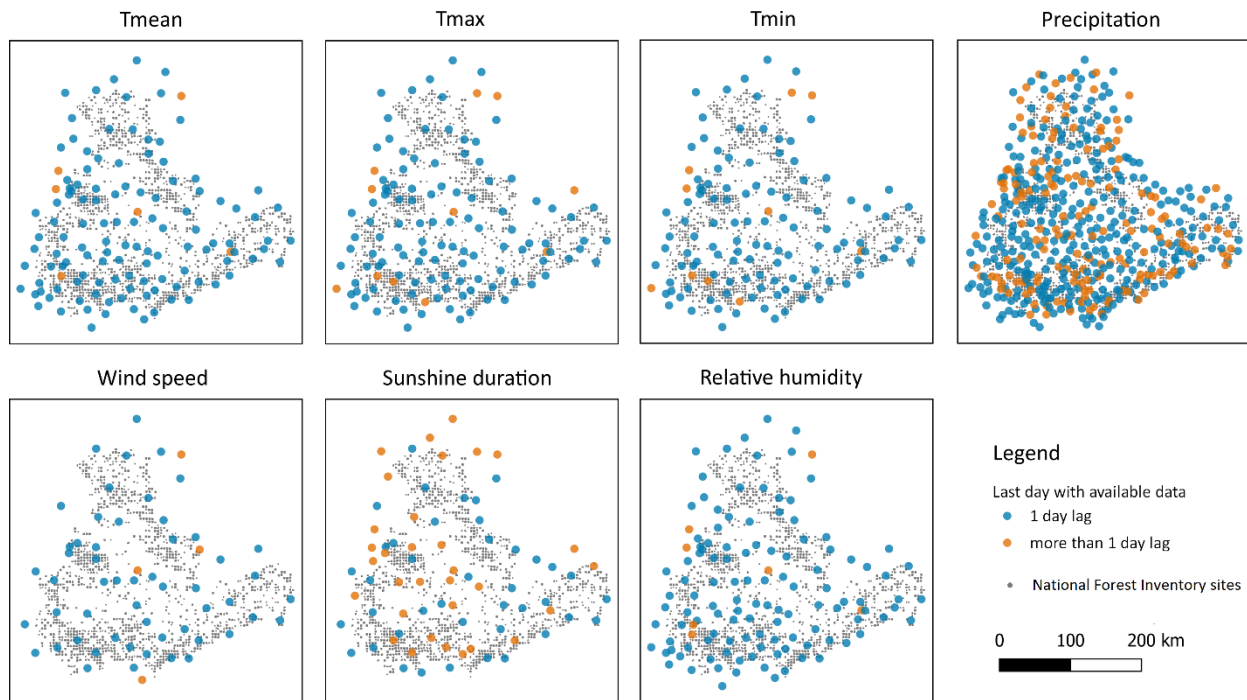 Tmean
Tmax
Tmin
Precipitation
Wind speed
Sunshine duration
Relative humidity
Legend
Last day with available data
1 day lag
more than 1 day lag
National Forest Inventory sites
0 100 200 km